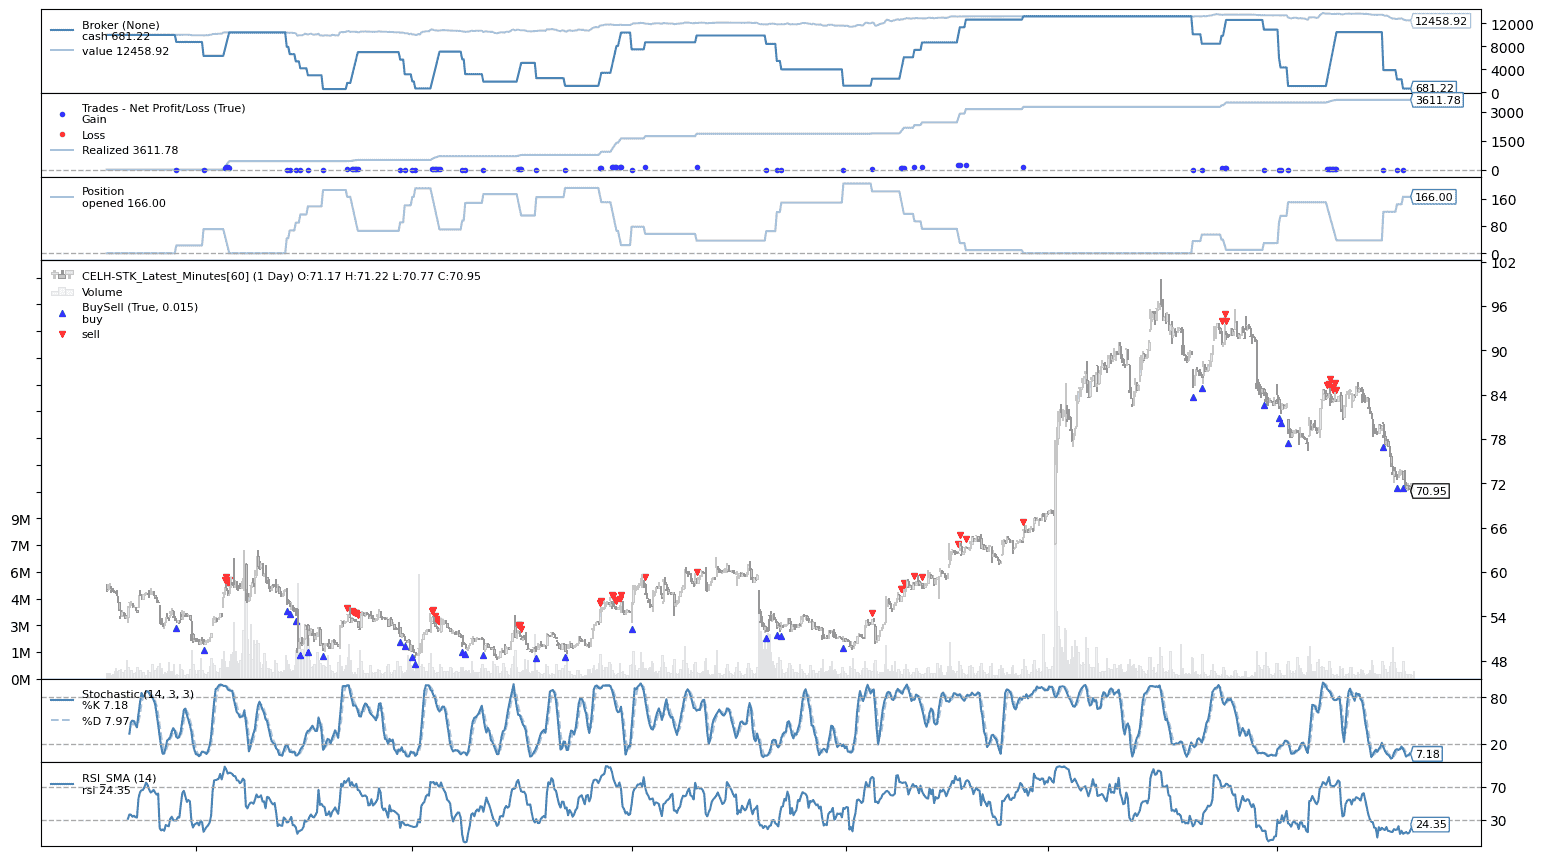 Broker (None)
cash 681.22
value 12458.92
12458.92
12000
8000
4000
681.22
0
Trades - Net Profit/Loss (True)
Gain
Loss
Realized 3611.78
3611.78
3000
1500
0
Position
opened 166.00
166.00
160
80
0
CELH-STK_Latest_Minutes[60] (1 Day) O:71.17 H:71.22 L:70.77 C:70.95
Volume
BuySell (True, 0.015)
buy
sell
102
96
90
84
78
72
70.95
66
60
54
48
9M
7M
6M
4M
3M
1M
0M
Stochastic (14, 3, 3)
%K 7.18
%D 7.97
80
20
7.18
RSI_SMA (14)
rsi 24.35
70
30
24.35